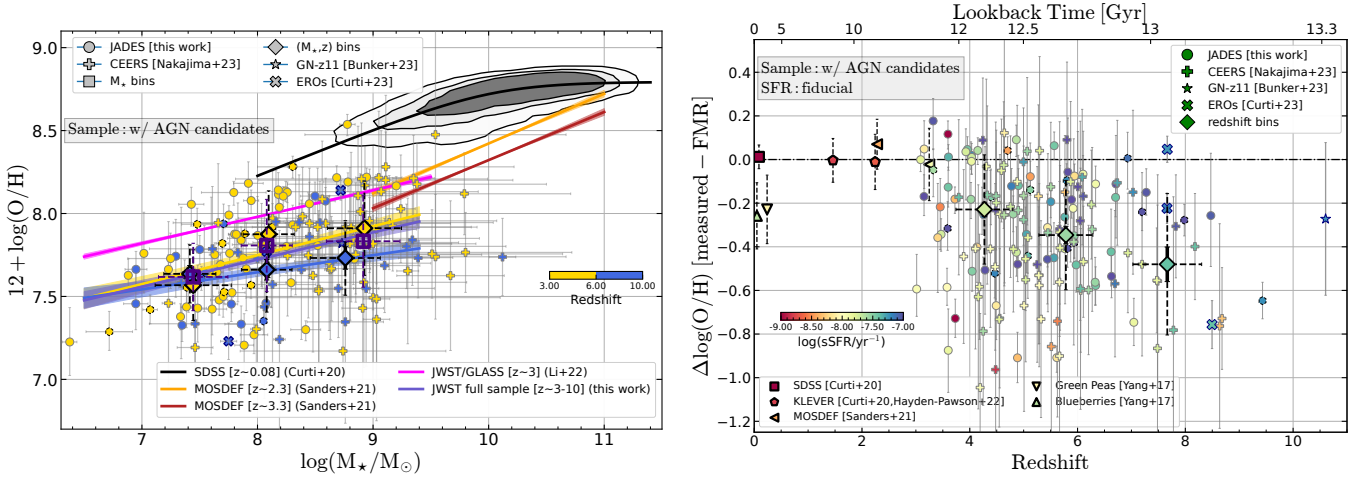 JADES [this work]
CEERS [Nakajima+23]
M⋆ bins
(M⋆,z) bins
GN-z11 [Bunker+23]
EROs [Curti+23]
Sample: w/ AGN candidates
9.0
8.5
8.0
7.5
7.0
12 + log(O/H)
3.00 6.00 10.00
Redshift
SDSS [z~0.08] (Curti+20)
MOSDEF [z~2.3] (Sanders+21)
MOSDEF [z~3.3] (Sanders+21)
JWST/GLASS [z~3] (Li+22)
JWST full sample [z~3-10] (this work)
7 8 9 10 11
log(M⋆/M⊙)
Lookback Time [Gyr]
0 5 8 10 12 12.5 13 13.3
Sample: w/ AGN candidates
SFR: fiducial
JADES [this work]
CEERS [Nakajima+23]
GN-z11 [Bunker+23]
EROs [Curti+23]
redshift bins
0.4
0.2
0.0
−0.2
−0.4
−0.6
−0.8
−1.0
−1.2
Δlog(O/H) [measured − FMR]
-9.0 -8.5 -8.0 -7.5 -7.0
log(sSFR/yr⁻¹)
SDSS [Curti+20]
KLEVER [Curti+20,Hayden-Pawson+22]
MOSDEF [Sanders+21]
Green Peas [Yang+17]
Blueberries [Yang+17]
0 2 4 6 8 10
Redshift